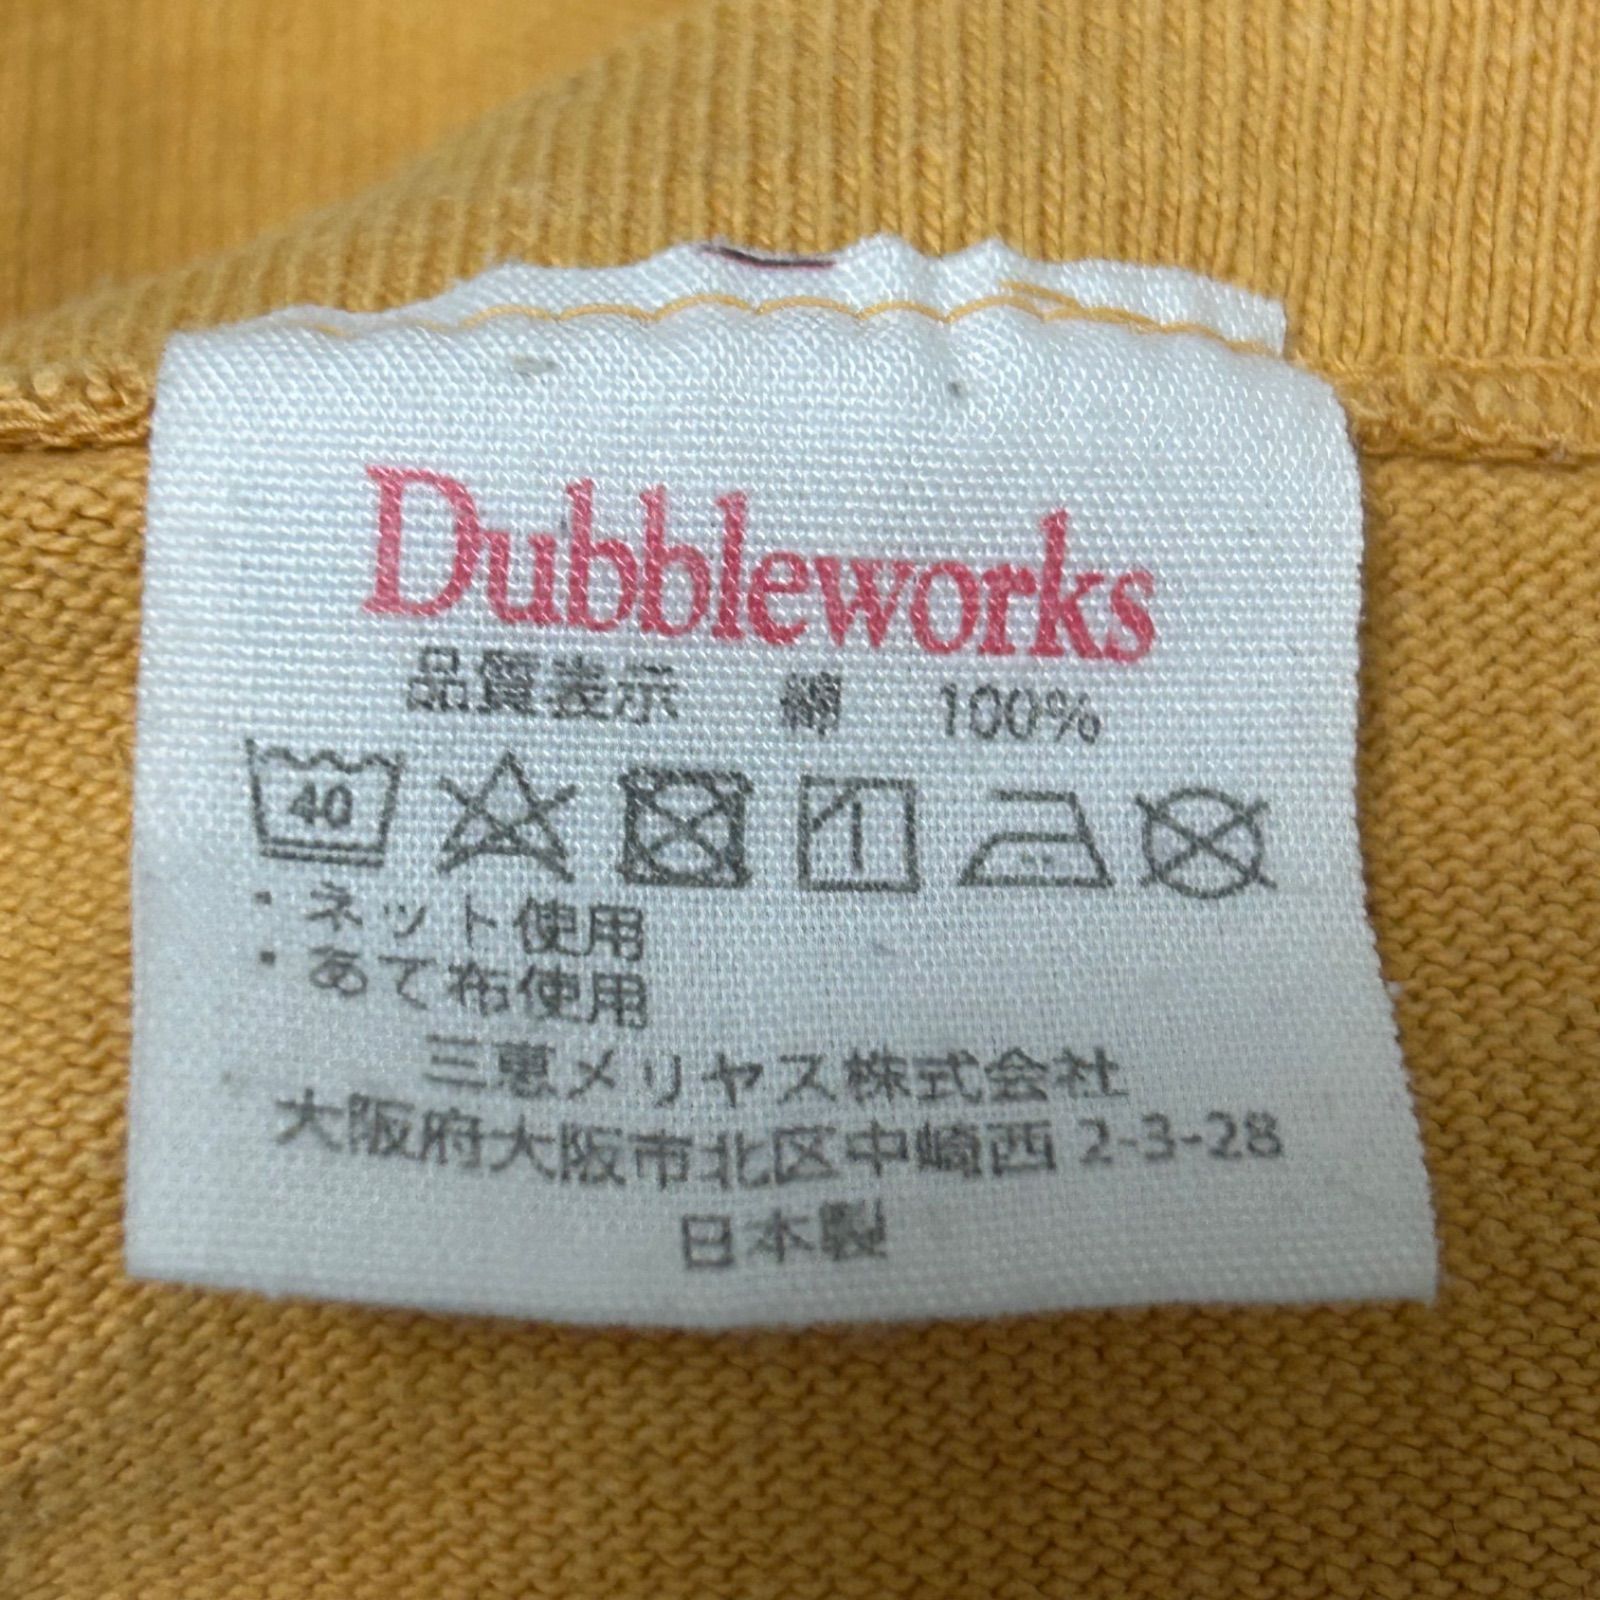 Dubbleworks
品質表示 綿 100%
40
・ネット使用
・あて布使用
三恵メリヤス株式会社
大阪府大阪市北区中崎西 2-3-28
日本製